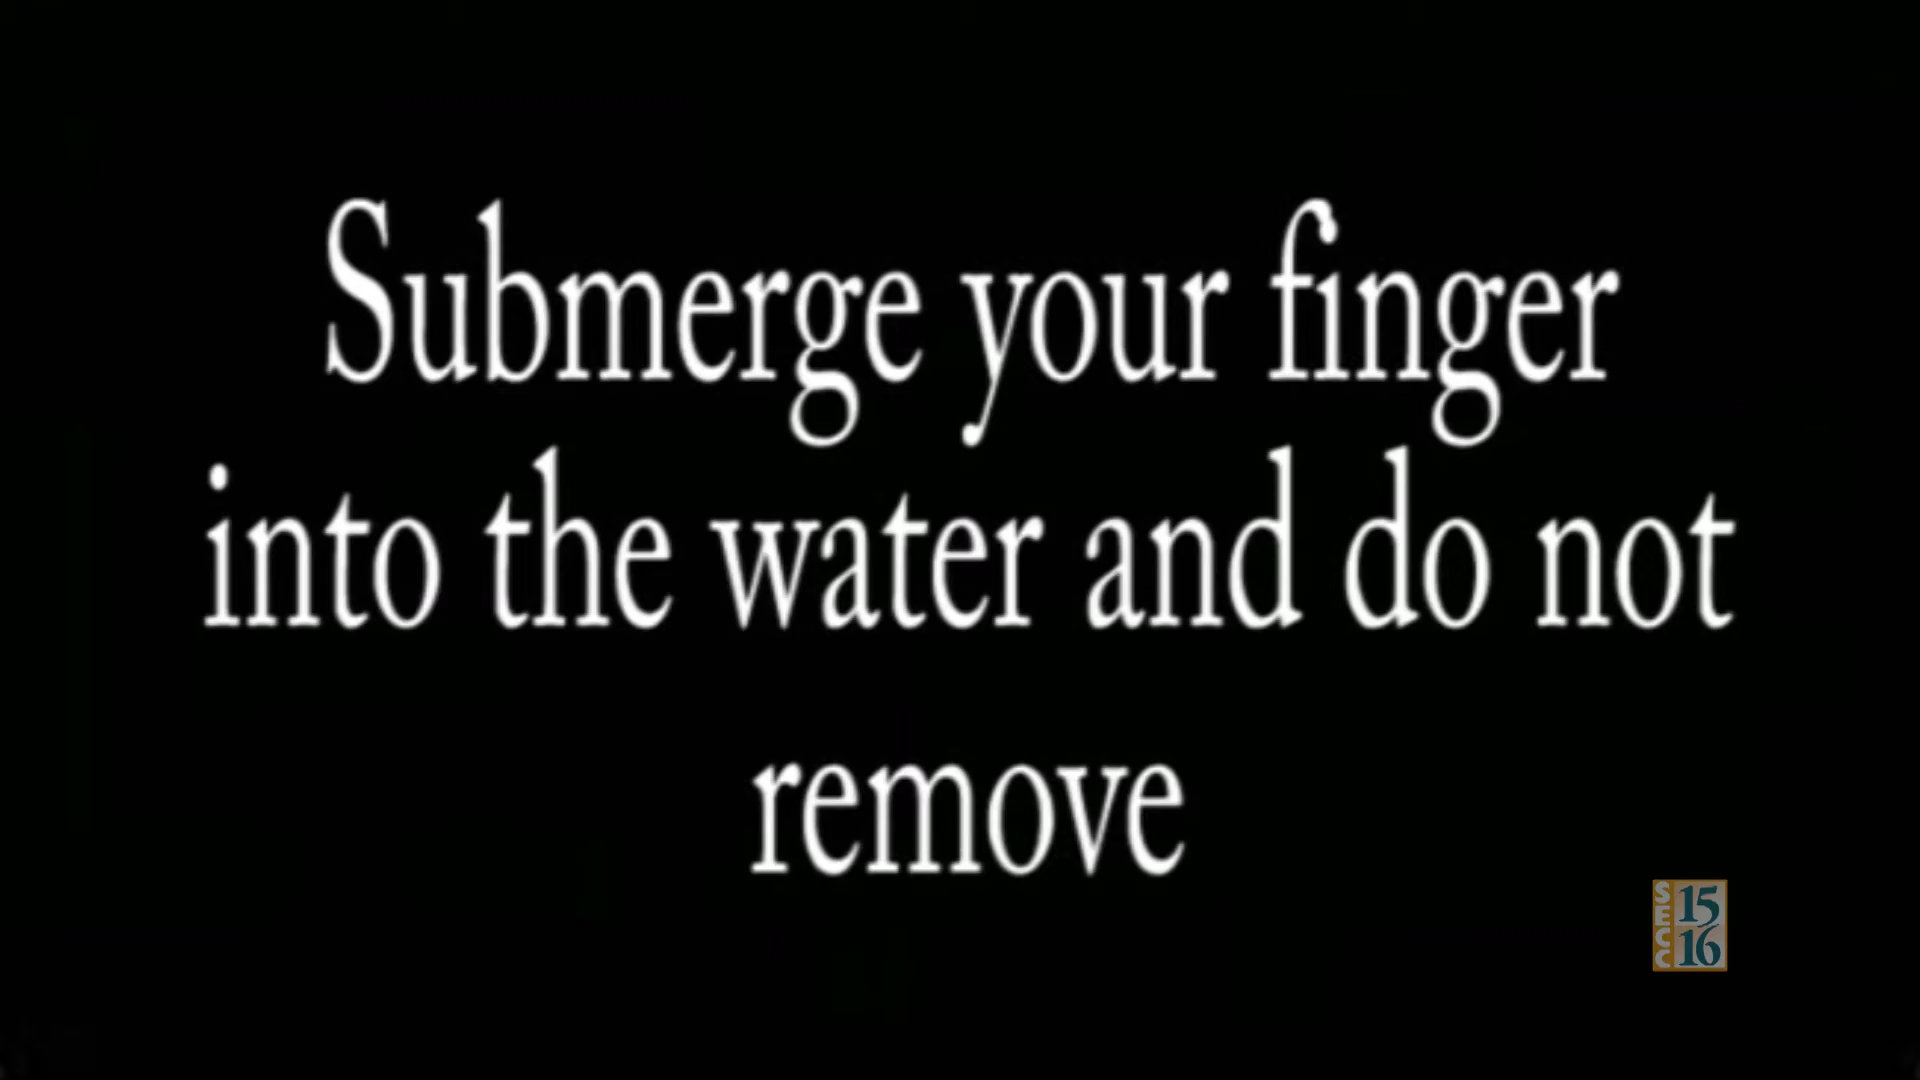 Submerge your finger
into the water and do not
remove
SECC
15
16